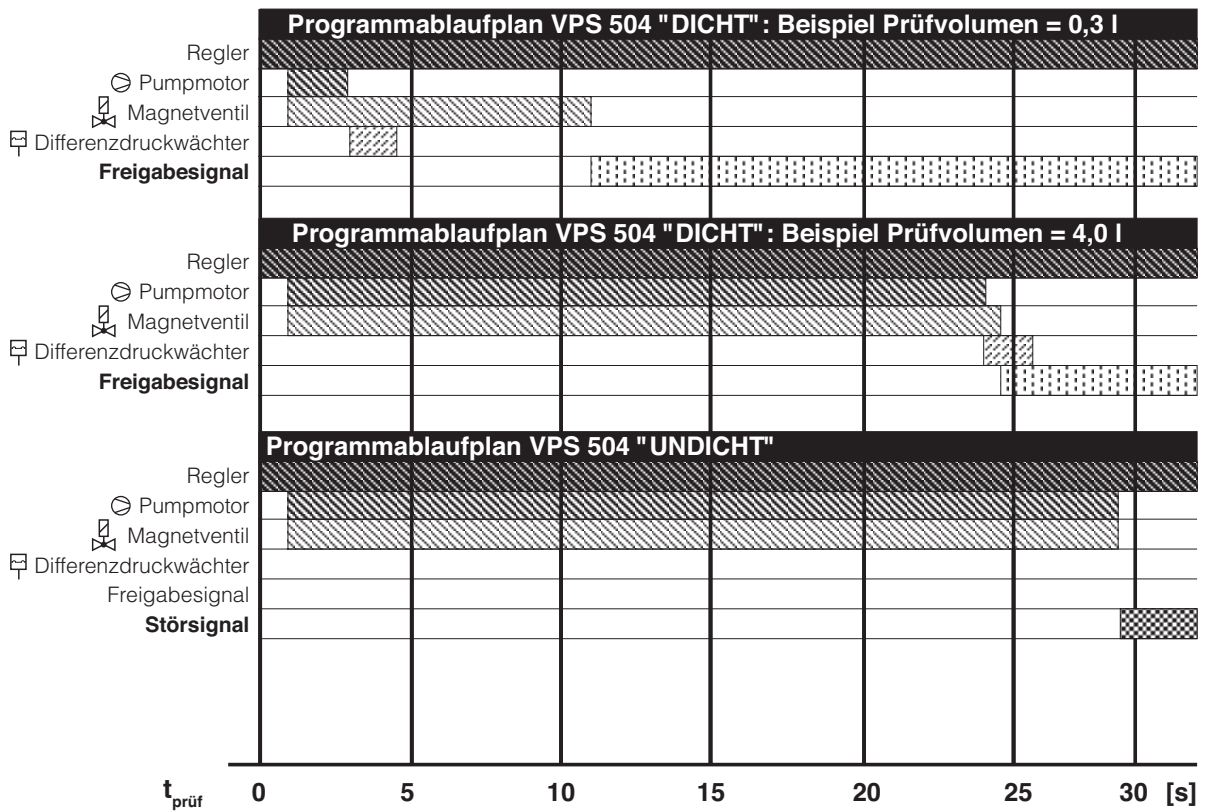 Programmablaufplan VPS 504 "DICHT": Beispiel Prüfvolumen = 0,3 l
Regler
Pumpmotor
Magnetventil
Differenzdruckwächter
Freigabesignal
Programmablaufplan VPS 504 "DICHT": Beispiel Prüfvolumen = 4,0 l
Regler
Pumpmotor
Magnetventil
Differenzdruckwächter
Freigabesignal
Programmablaufplan VPS 504 "UNDICHT"
Regler
Pumpmotor
Magnetventil
Differenzdruckwächter
Freigabesignal
Störsignal
tprüf 0 5 10 15 20 25 30 [s]